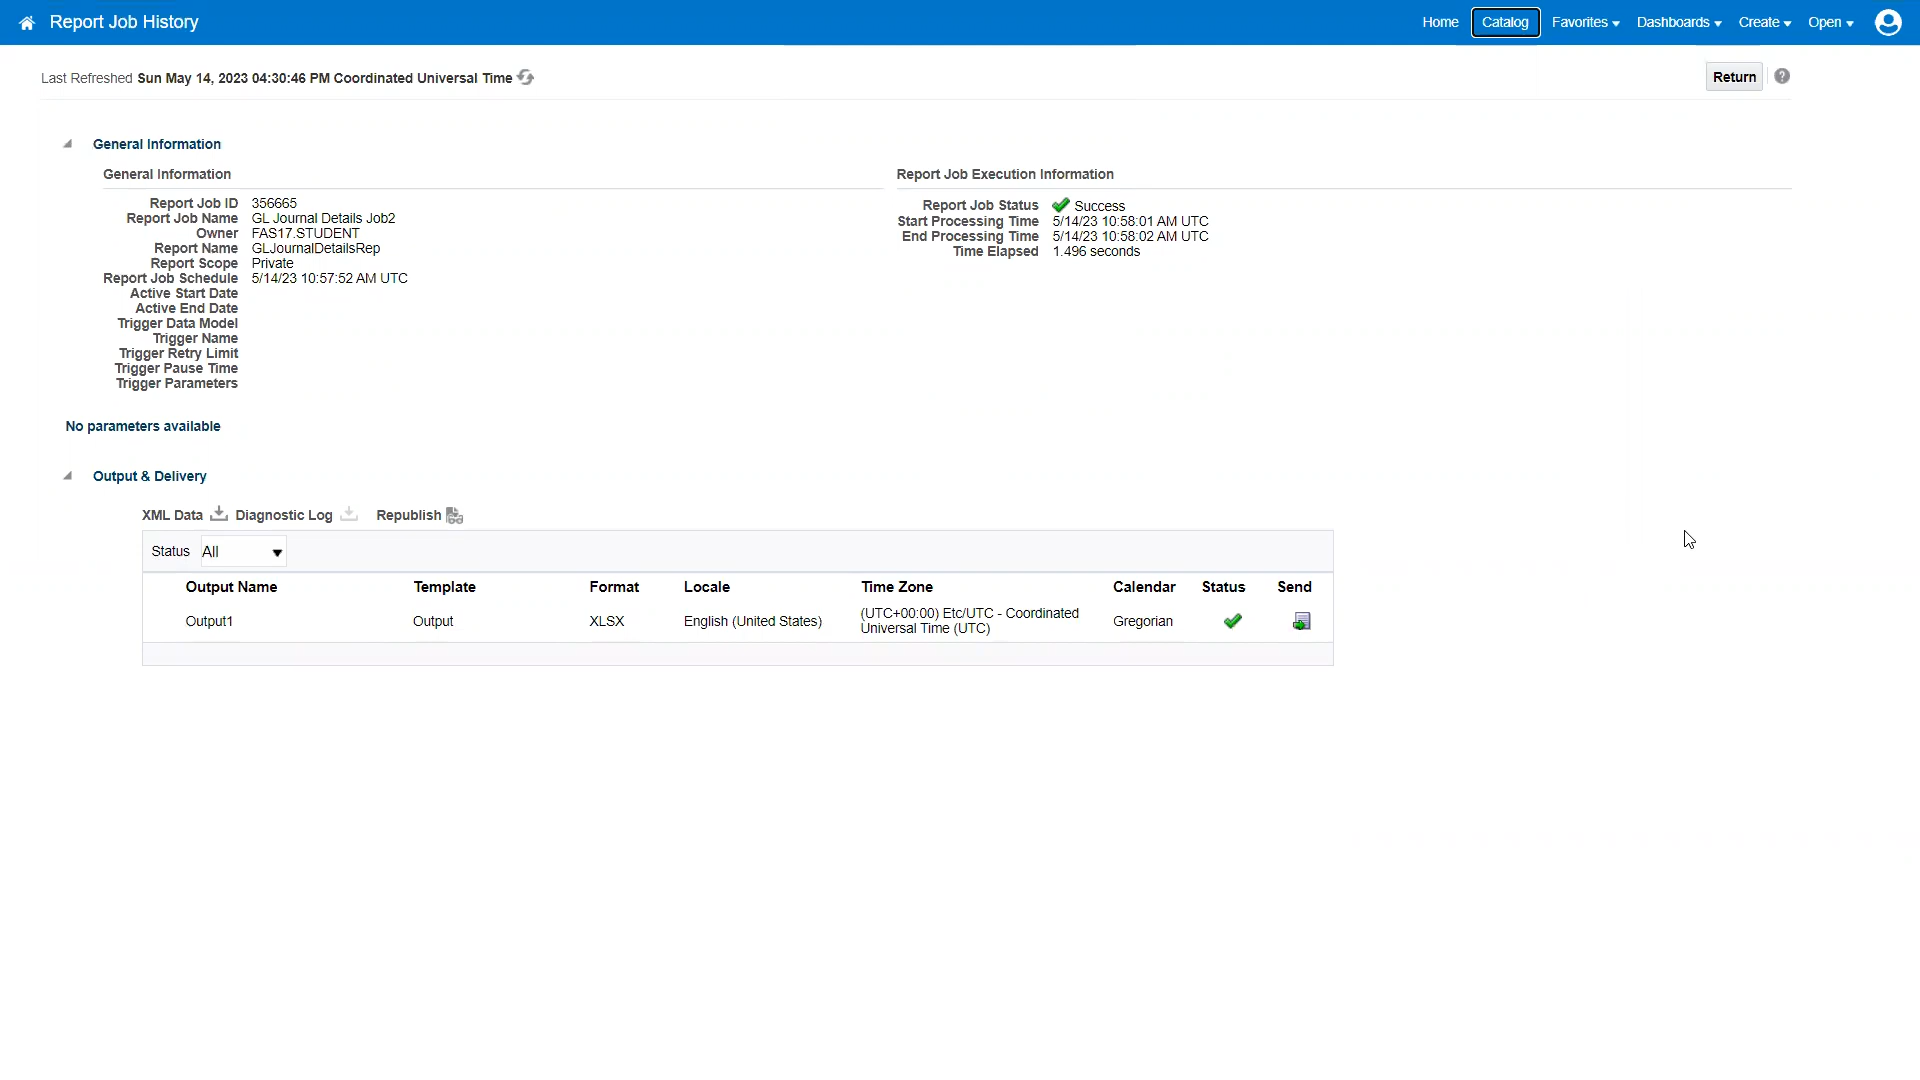 Report Job History
Home Catalog Favorites Dashboards Create Open
Last Refreshed Sun May 14, 2023 04:30:46 PM Coordinated Universal Time
Return
General Information
General Information
Report Job ID 356665
Report Job Name GL Journal Details Job2
Owner FAS17.STUDENT
Report Name GLJournalDetailsRep
Report Scope Private
Report Job Schedule 5/14/23 10:57:52 AM UTC
Active Start Date
Active End Date
Trigger Data Model
Trigger Name
Trigger Retry Limit
Trigger Pause Time
Trigger Parameters
Report Job Execution Information
Report Job Status Success
Start Processing Time 5/14/23 10:58:01 AM UTC
End Processing Time 5/14/23 10:58:02 AM UTC
Time Elapsed 1.496 seconds
No parameters available
Output & Delivery
XML Data Diagnostic Log Republish
Status All
Output Name Template Format Locale Time Zone Calendar Status Send
Output1 Output XLSX English (United States) (UTC+00:00) Etc/UTC - Coordinated Gregorian
Universal Time (UTC)